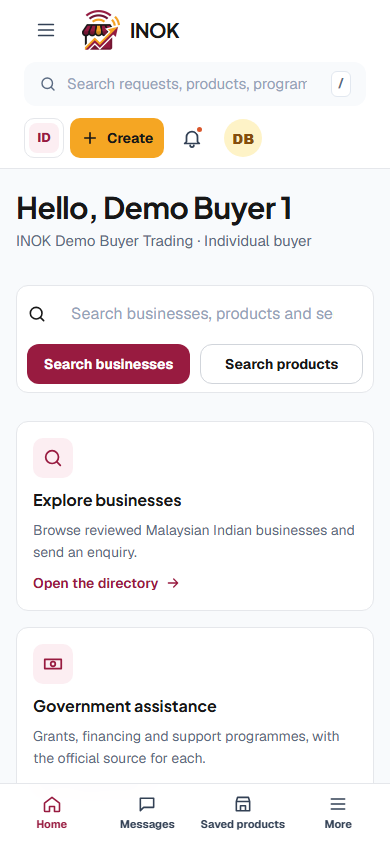 INOK
Search requests, products, program
/
ID
+ Create
DB
Hello, Demo Buyer 1
INOK Demo Buyer Trading · Individual buyer
Search businesses, products and se
Search businesses
Search products
Explore businesses
Browse reviewed Malaysian Indian businesses and
send an enquiry.
Open the directory →
Government assistance
Grants, financing and support programmes, with
the official source for each.
Home
Messages
Saved products
More